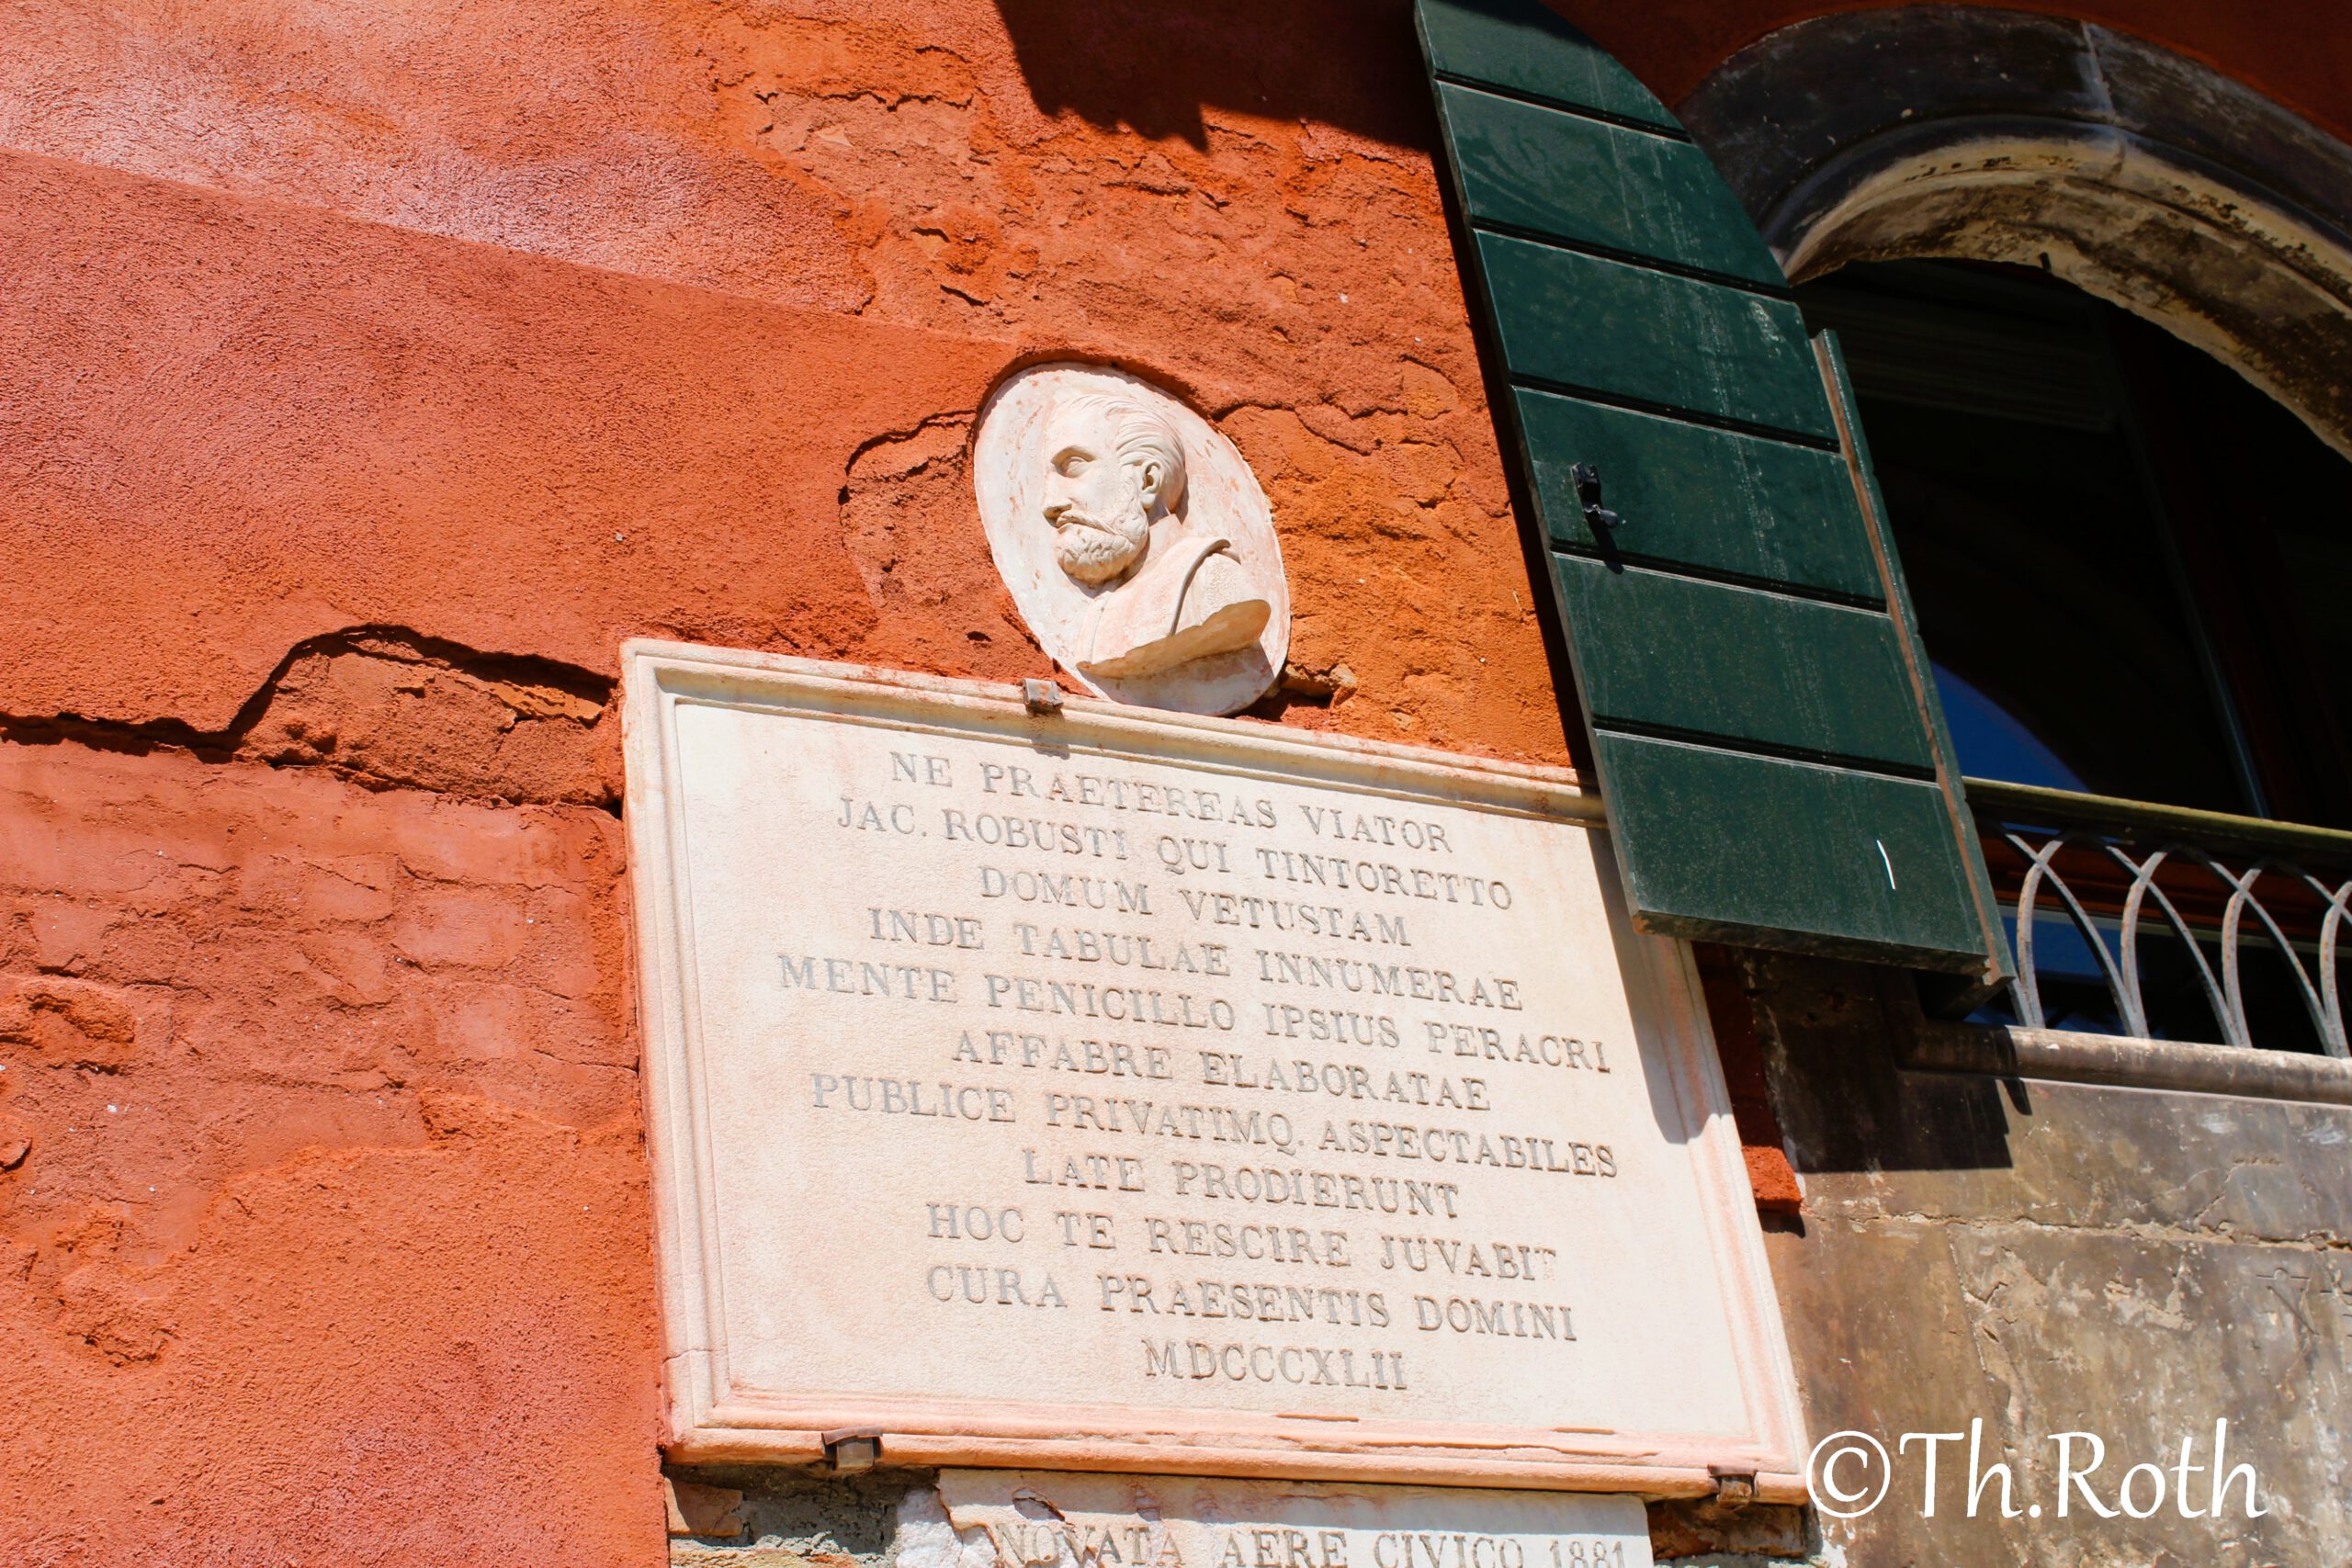 NE PRAETEREAS VIATOR
JAC. ROBUSTI QUI TINTORETTO
DOMUM VETUSTAM
INDE TABULAE INNUMERAE
MENTE PENICILLO IPSIUS PERACRI
AFFABRE ELABORATAE
PUBLICE PRIVATIMQ. ASPECTABILES
LATE PRODIERUNT
HOC TE RESCIRE JUVABIT
CURA PRAESENTIS DOMINI
MDCCCXLII
NOVATA AERE CIVICO 1881
©Th.Roth